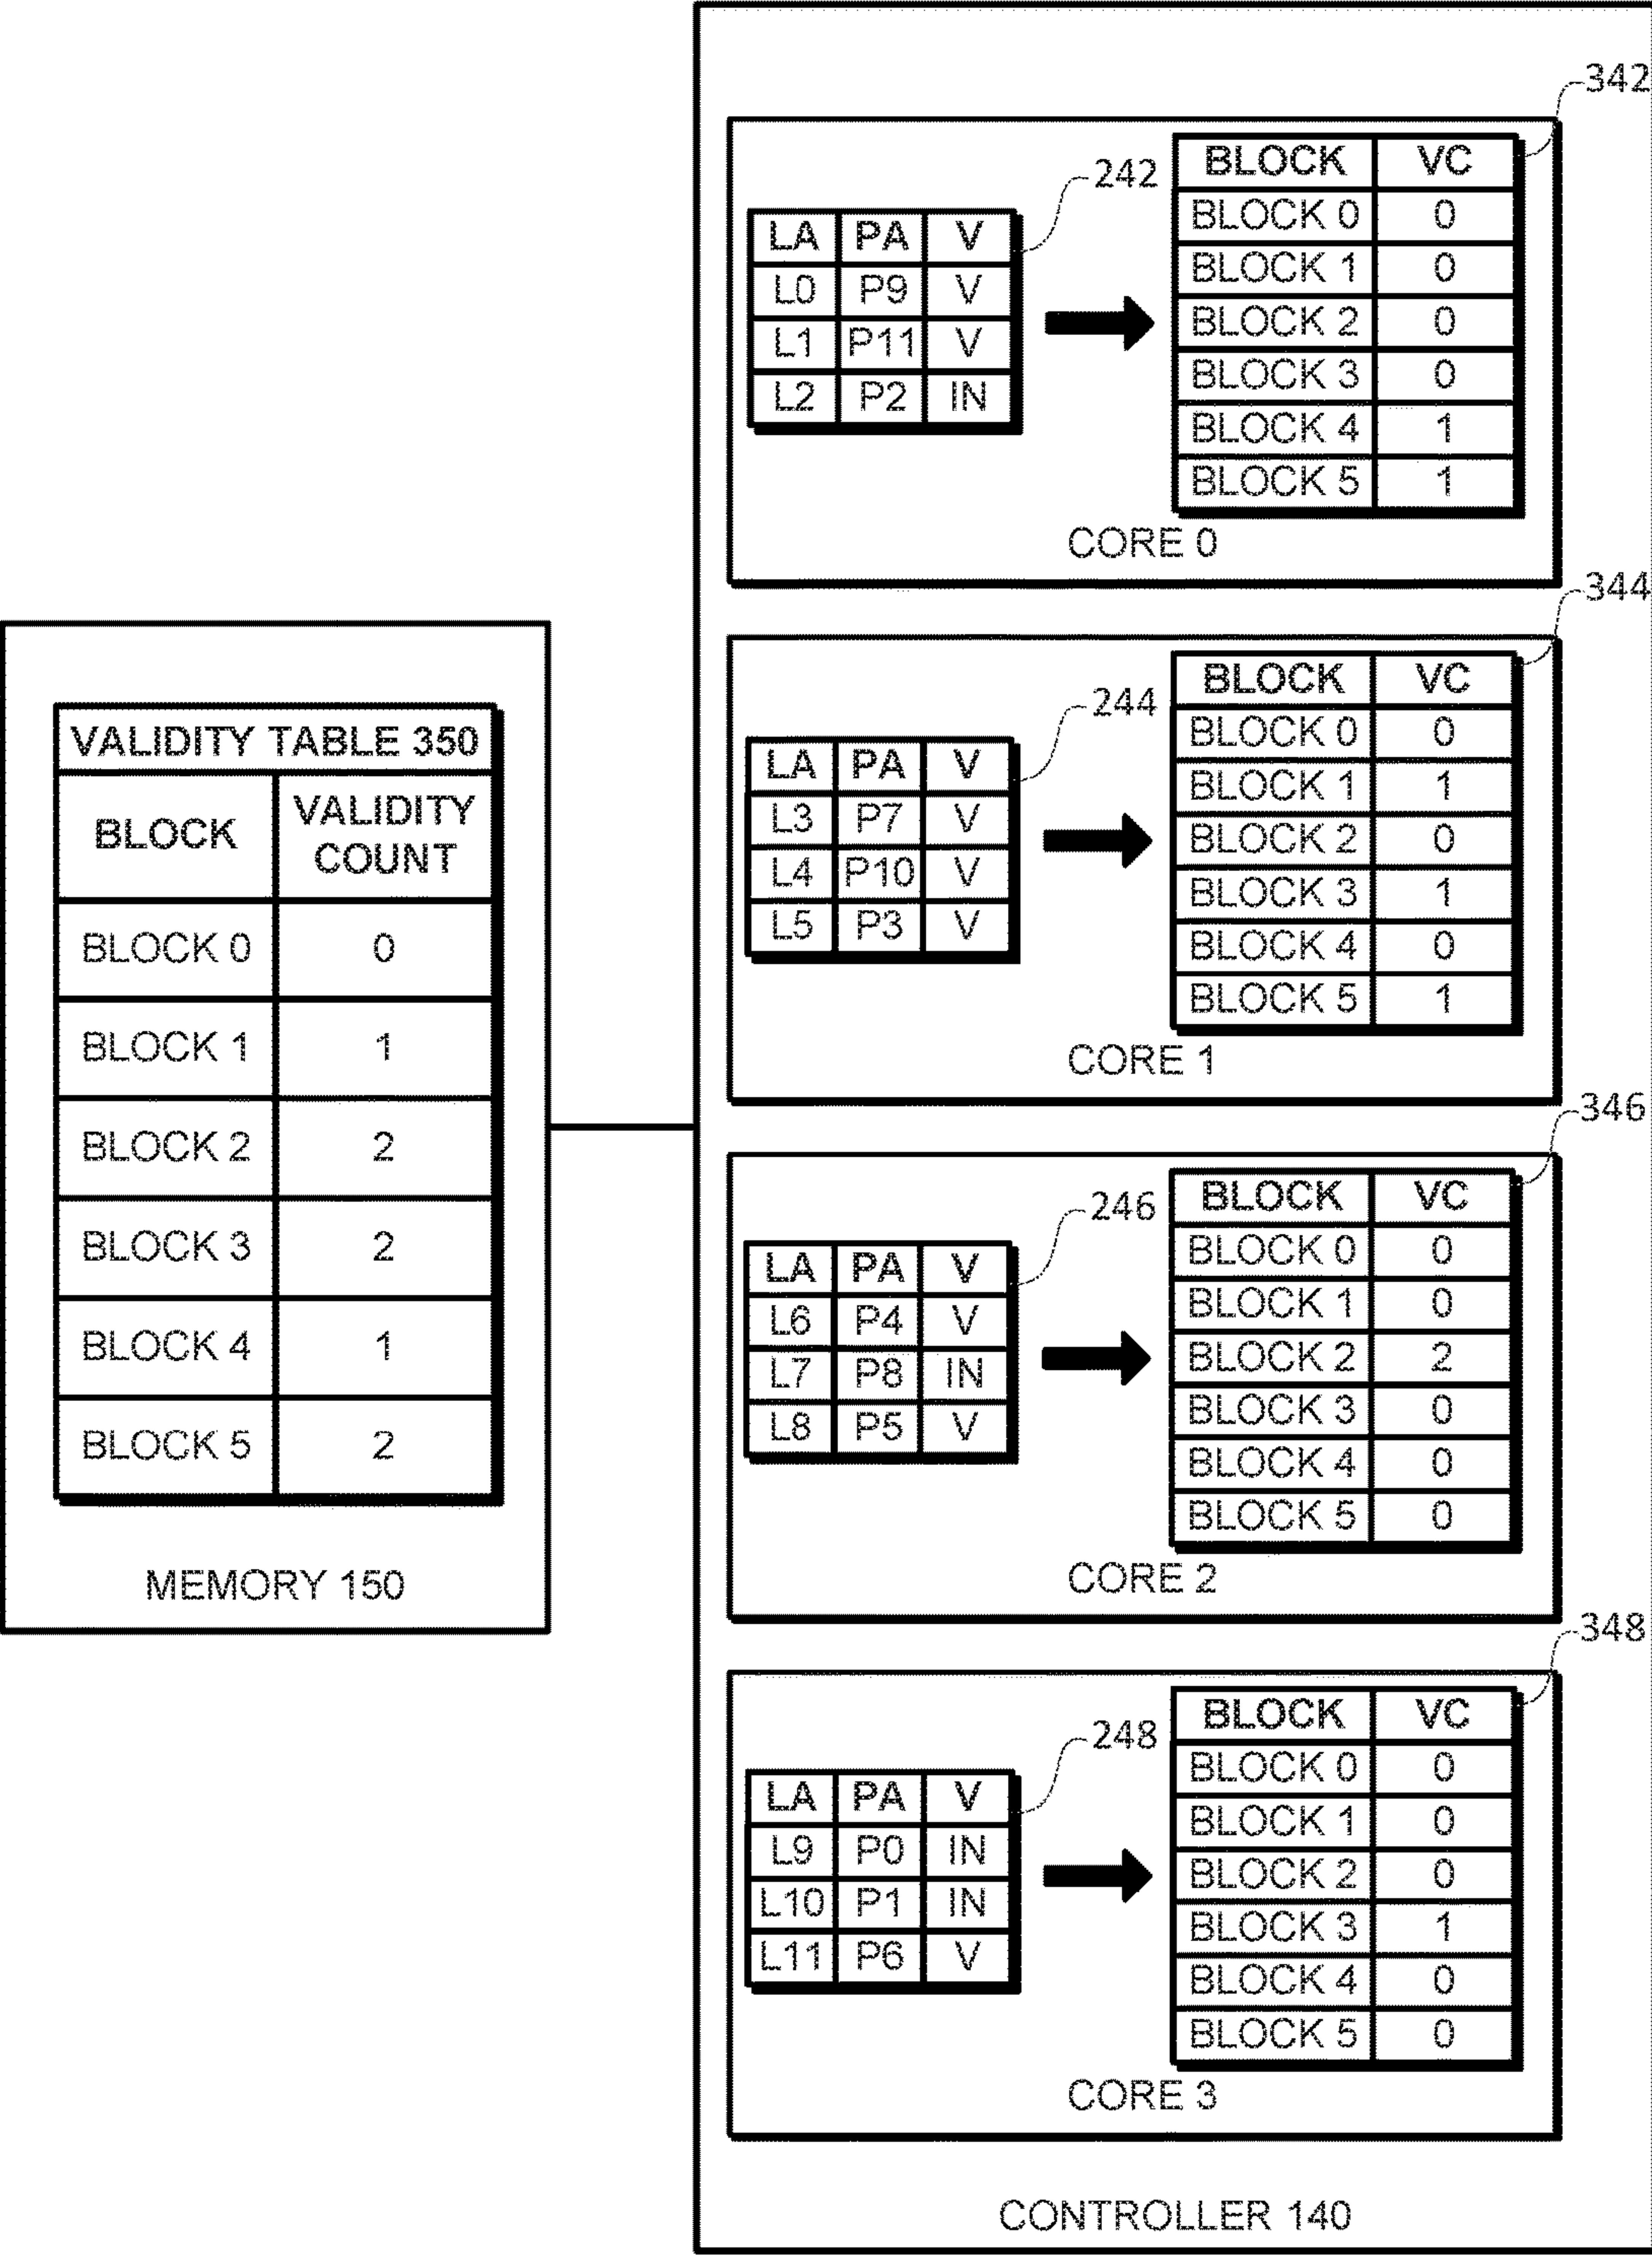 VALIDITY TABLE 350
BLOCK VALIDITY COUNT
BLOCK 0 0
BLOCK 1 1
BLOCK 2 2
BLOCK 3 2
BLOCK 4 1
BLOCK 5 2
MEMORY 150
242
LA PA V
L0 P9 V
L1 P11 V
L2 P2 IN
342
BLOCK VC
BLOCK 0 0
BLOCK 1 0
BLOCK 2 0
BLOCK 3 0
BLOCK 4 1
BLOCK 5 1
CORE 0
244
LA PA V
L3 P7 V
L4 P10 V
L5 P3 V
344
BLOCK VC
BLOCK 0 0
BLOCK 1 1
BLOCK 2 0
BLOCK 3 1
BLOCK 4 0
BLOCK 5 1
CORE 1
246
LA PA V
L6 P4 V
L7 P8 IN
L8 P5 V
346
BLOCK VC
BLOCK 0 0
BLOCK 1 0
BLOCK 2 2
BLOCK 3 0
BLOCK 4 0
BLOCK 5 0
CORE 2
248
LA PA V
L9 P0 IN
L10 P1 IN
L11 P6 V
348
BLOCK VC
BLOCK 0 0
BLOCK 1 0
BLOCK 2 0
BLOCK 3 1
BLOCK 4 0
BLOCK 5 0
CORE 3
CONTROLLER 140